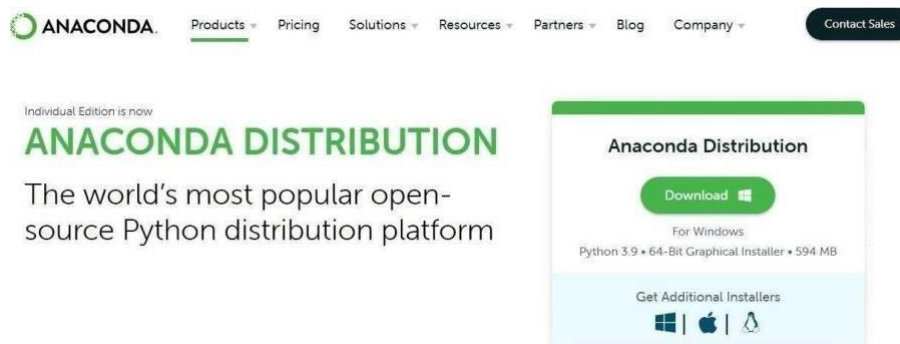 ANACONDA.
Products Pricing Solutions Resources Partners Blog Company Contact Sales
Individual Edition is now
ANACONDA DISTRIBUTION
The world's most popular open-
source Python distribution platform
Anaconda Distribution
Download
For Windows
Python 3.9 • 64-Bit Graphical Installer • 594 MB
Get Additional Installers
| |